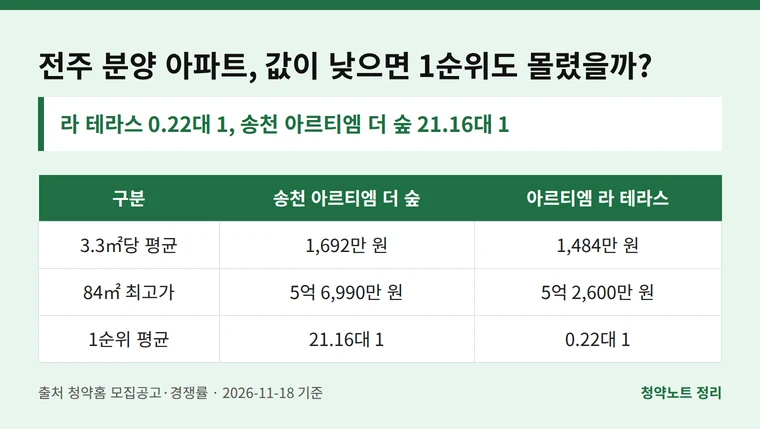 전주 분양 아파트, 값이 낮으면 1순위도 몰렸을까?
라 테라스 0.22대 1, 송천 아르티엠 더 숲 21.16대 1
구분 송천 아르티엠 더 숲 아르티엠 라 테라스
3.3㎡당 평균 1,692만 원 1,484만 원
84㎡ 최고가 5억 6,990만 원 5억 2,600만 원
1순위 평균 21.16대 1 0.22대 1
출처 청약홈 모집공고·경쟁률 · 2026-11-18 기준 청약노트 정리